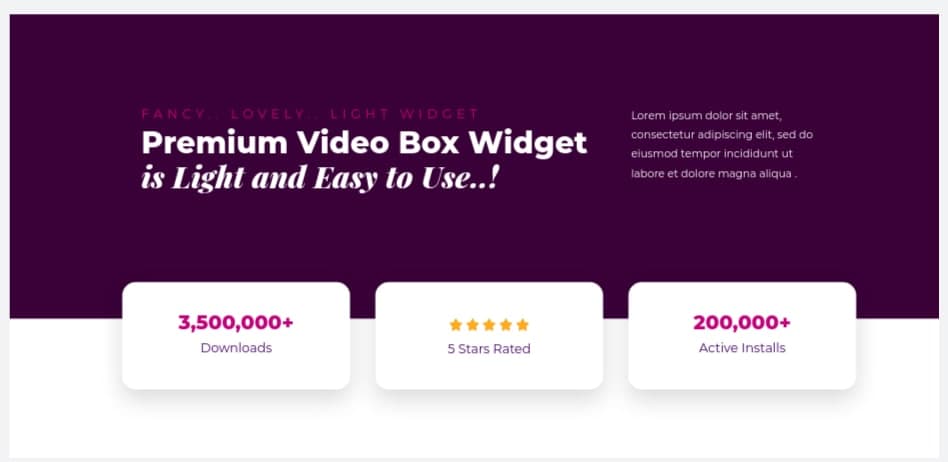 FANCY.. LOVELY.. LIGHT WIDGET
Premium Video Box Widget
is Light and Easy to Use..!
Lorem ipsum dolor sit amet,
consectetur adipiscing elit, sed do
eiusmod tempor incididunt ut
labore et dolore magna aliqua .
3,500,000+
Downloads
5 Stars Rated
200,000+
Active Installs